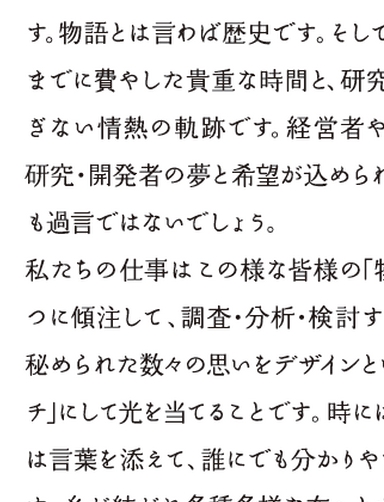 す。物語とは言わば歴史です。そして
までに費やした貴重な時間と、研究
ぎない情熱の軌跡です。経営者や
研究・開発者の夢と希望が込められ
も過言ではないでしょう。
私たちの仕事はこの様な皆様の「物
つに傾注して、調査・分析・検討す
秘められた数々の思いをデザインと
チ」にして光を当てることです。時に
は言葉を添えて、誰にでも分かりや